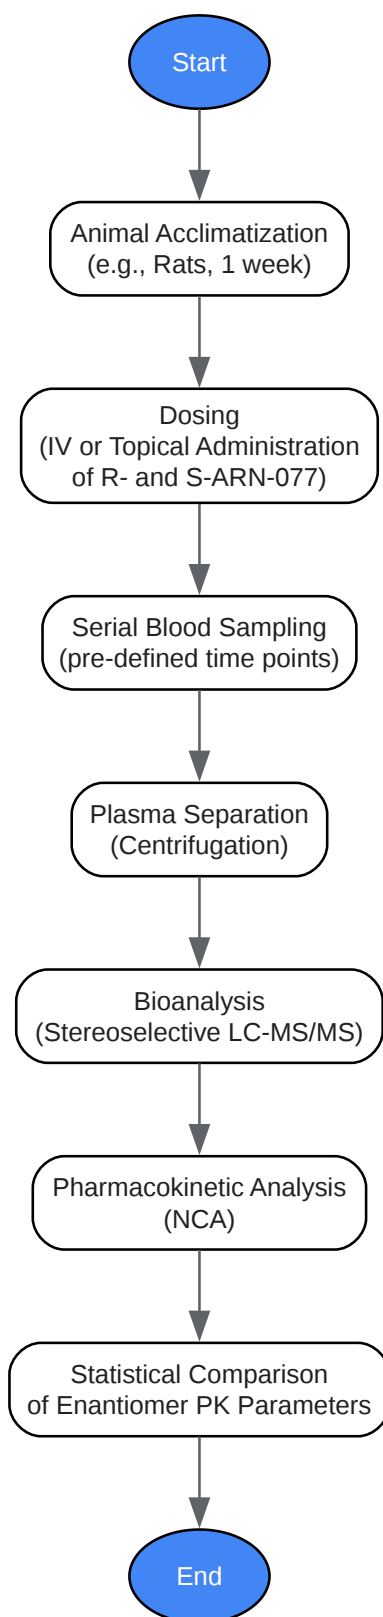 Start
Animal Acclimatization
(e.g., Rats, 1 week)
Dosing
(IV or Topical Administration
of R- and S-ARN-077)
Serial Blood Sampling
(pre-defined time points)
Plasma Separation
(Centrifugation)
Bioanalysis
(Stereoselective LC-MS/MS)
Pharmacokinetic Analysis
(NCA)
Statistical Comparison
of Enantiomer PK Parameters
End